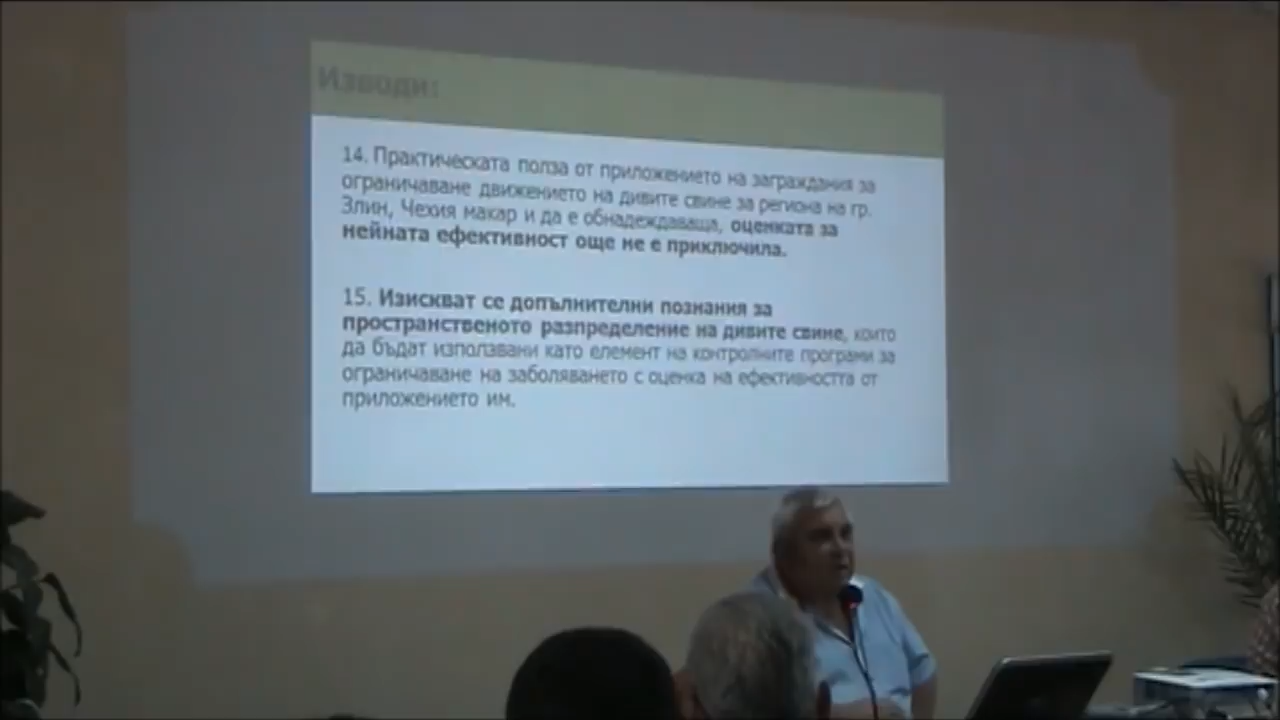 Изводи:
14. Практическата полза от приложението на заграждания за
ограничаване движението на дивите свине за региона на гр.
Злин, Чехия макар и да е обнадеждаваща, оценката за
нейната ефективност още не е приключила.
15. Изискват се допълнителни познания за
пространственото разпределение на дивите свине, които
да бъдат използвани като елемент на контролните програми за
ограничаване на заболяването с оценка на ефективността от
приложението им.